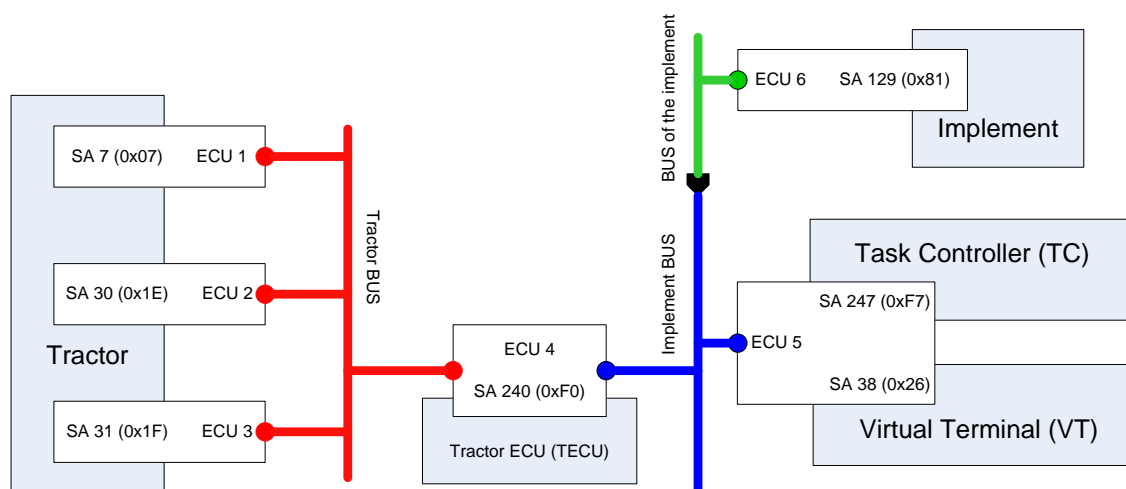 SA 7 (0x07) ECU 1
SA 30 (0x1E) ECU 2
Tractor
SA 31 (0x1F) ECU 3
Tractor BUS
ECU 4
SA 240 (0xF0)
Tractor ECU (TECU)
BUS of the implement
Implement BUS
ECU 6 SA 129 (0x81)
Implement
Task Controller (TC)
SA 247 (0xF7)
ECU 5
SA 38 (0x26)
Virtual Terminal (VT)